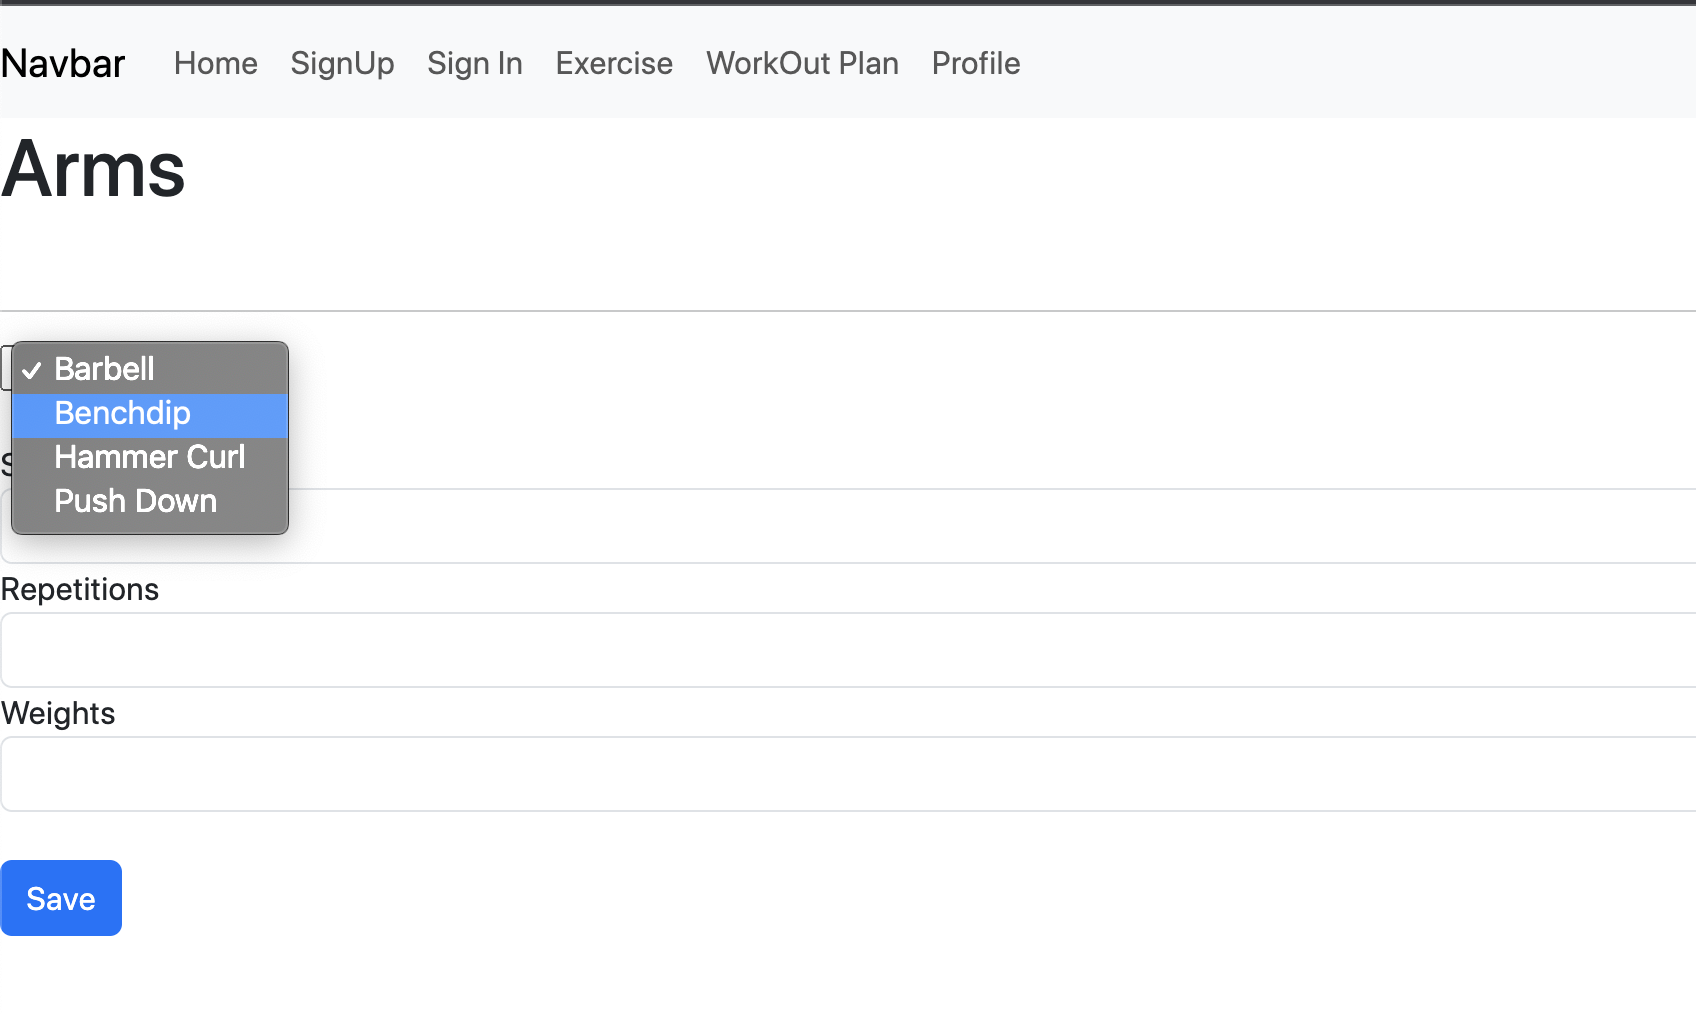 Navbar Home SignUp Sign In Exercise WorkOut Plan Profile
Arms
Barbell
Benchdip
Hammer Curl
Push Down
Repetitions
Weights
Save